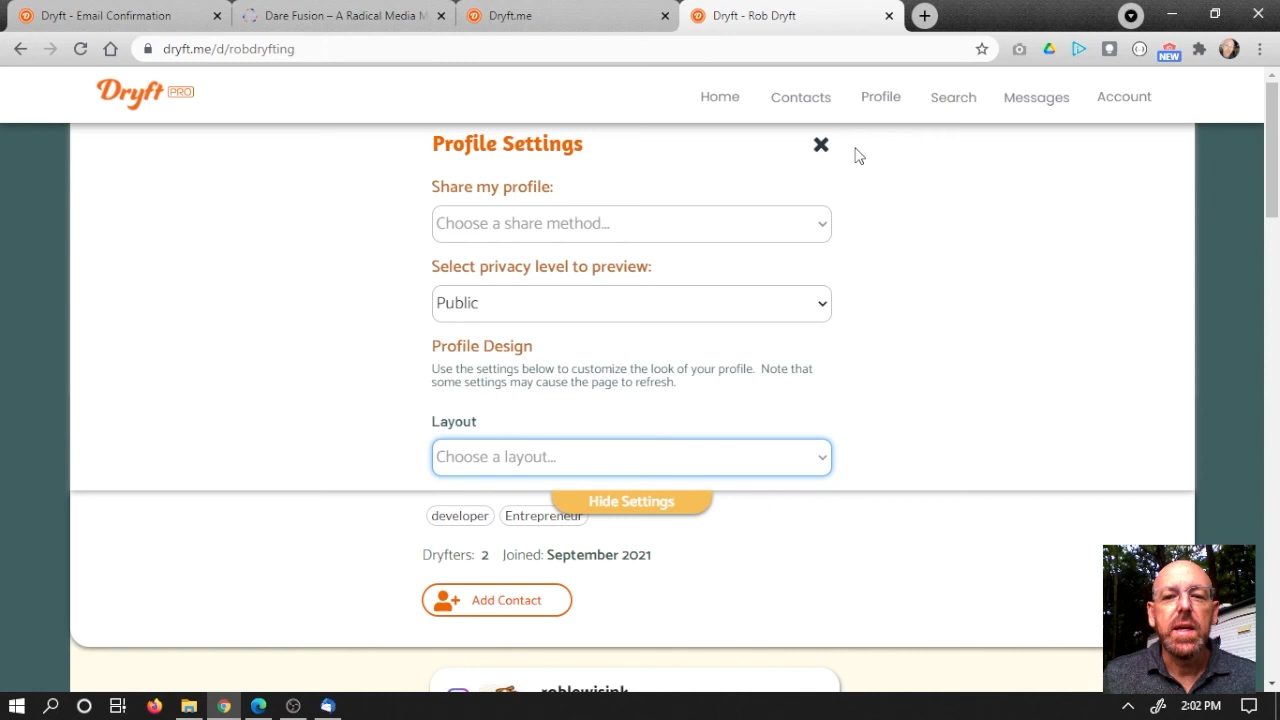 Dryft - Email Confirmation
Dare Fusion – A Radical Media M
Dryft.me
Dryft - Rob Dryft
dryft.me/d/robdryfting
NEW
Dryft PRO
Home
Contacts
Profile
Search
Messages
Account
Profile Settings
Share my profile:
Choose a share method...
Select privacy level to preview:
Public
Profile Design
Use the settings below to customize the look of your profile. Note that
some settings may cause the page to refresh.
Layout
Choose a layout...
Hide Settings
developer
Entrepreneur
Dryfters: 2 Joined: September 2021
Add Contact
roblewisink
2:02 PM